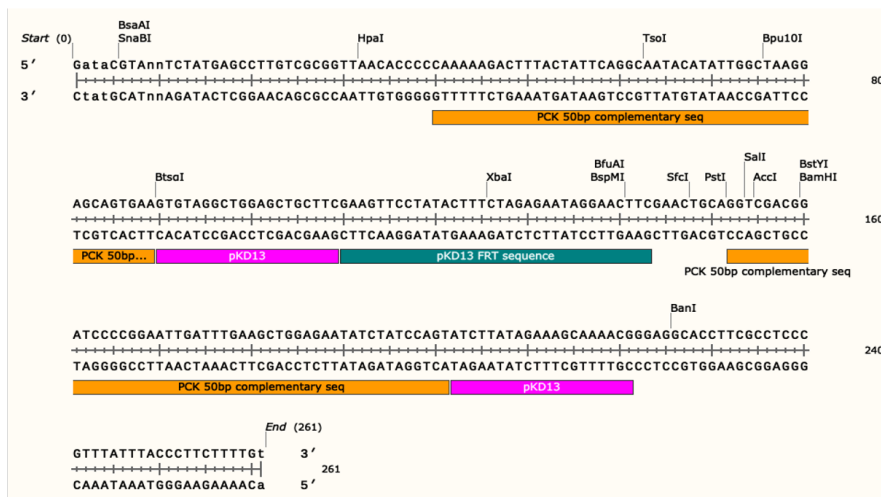 BsaAI
Start (0) SnaBI HpaI TsoI Bpu10I
5′ GataCGTAnnTCTATGAGCCTTGTCGCGGTTAACACCCCCAAAAAGACTTTACTATTCAGGCAATACATATTGGCTAAGG
80
3′ CtatGCATnnAGATACTCGGAACAGCGCCAATTGTGGGGGTTTTTCTGAAATGATAAGTCCGTTATGTATAACCGATTCC
PCK 50bp complementary seq
SalI
BfuAI BstYI
BtsαI XbaI BspMI SfcI PstI AccI BamHI
AGCAGTGAAGTGTAGGCTGGAGCTGCTTCGAAGTTCCTATACTTTCTAGAGAATAGGAACTTCGAACTGCAGGTCGACGG
160
TCGTCACTTCACATCCGACCTCGACGAAGCTTCAAGGATATGAAAGATCTCTTATCCTTGAAGCTTGACGTCCAGCTGCC
PCK 50bp... pKD13 pKD13 FRT sequence
PCK 50bp complementary seq
BanI
ATCCCCGGAATTGATTTGAAGCTGGAGAATATCTATCCAGTATCTTATAGAAAGCAAAACGGGAGGCACCTTCGCCTCCC
240
TAGGGGCCTTAACTAAACTTCGACCTCTTATAGATAGGTCATAGAATATCTTTCGTTTTGCCCTCCGTGGAAGCGGAGGG
PCK 50bp complementary seq pKD13
End (261)
GTTTATTTACCCTTCTTTTGt 3′
261
CAAATAAATGGGAAGAAAACa 5′